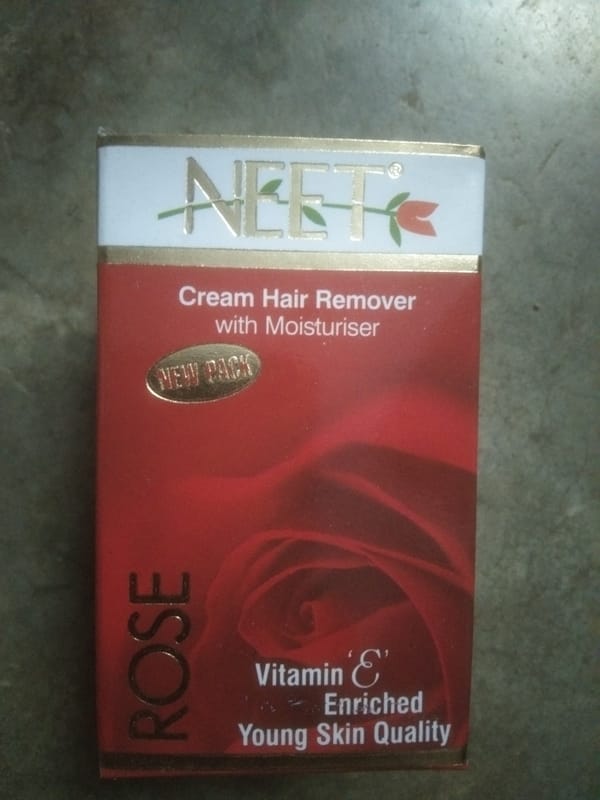 NEET®
Cream Hair Remover
with Moisturiser
NEW PACK
ROSE
Vitamin 'E'
Enriched
Young Skin Quality